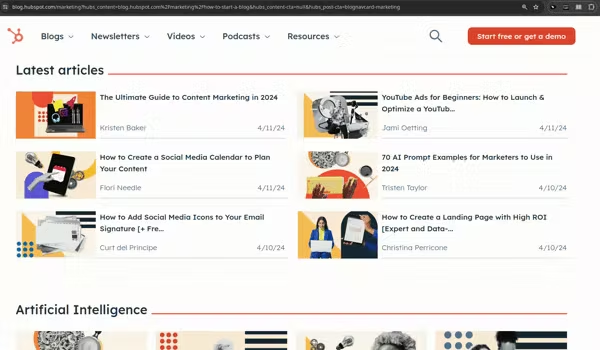 blog.hubspot.com/marketing?hubs_content=blog.hubspot.com%2Fmarketing%2Fhow-to-start-a-blog&hubs_content-cta=null&hubs_post-cta=blognavcard-marketing
Blogs Newsletters Videos Podcasts Resources Start free or get a demo
Latest articles
The Ultimate Guide to Content Marketing in 2024
Kristen Baker 4/11/24
YouTube Ads for Beginners: How to Launch &
Optimize a YouTub...
Jami Oetting 4/11/24
How to Create a Social Media Calendar to Plan
Your Content
Flori Needle 4/11/24
70 AI Prompt Examples for Marketers to Use in
2024
Tristen Taylor 4/10/24
How to Add Social Media Icons to Your Email
Signature [+ Fre...
Curt del Principe 4/10/24
How to Create a Landing Page with High ROI
[Expert and Data-...
Christina Perricone 4/10/24
Artificial Intelligence